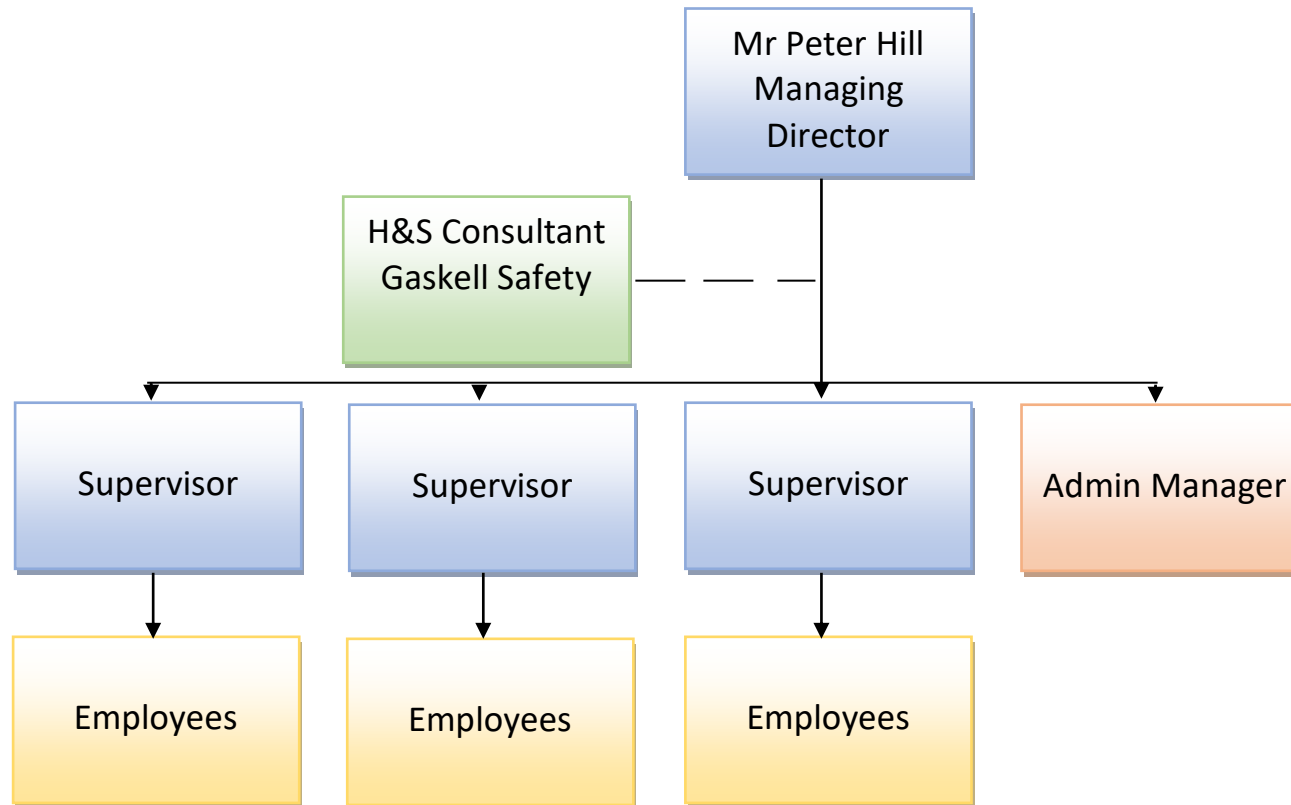 Mr Peter Hill
Managing
Director
H&S Consultant
Gaskell Safety
Supervisor
Supervisor
Supervisor
Admin Manager
Employees
Employees
Employees